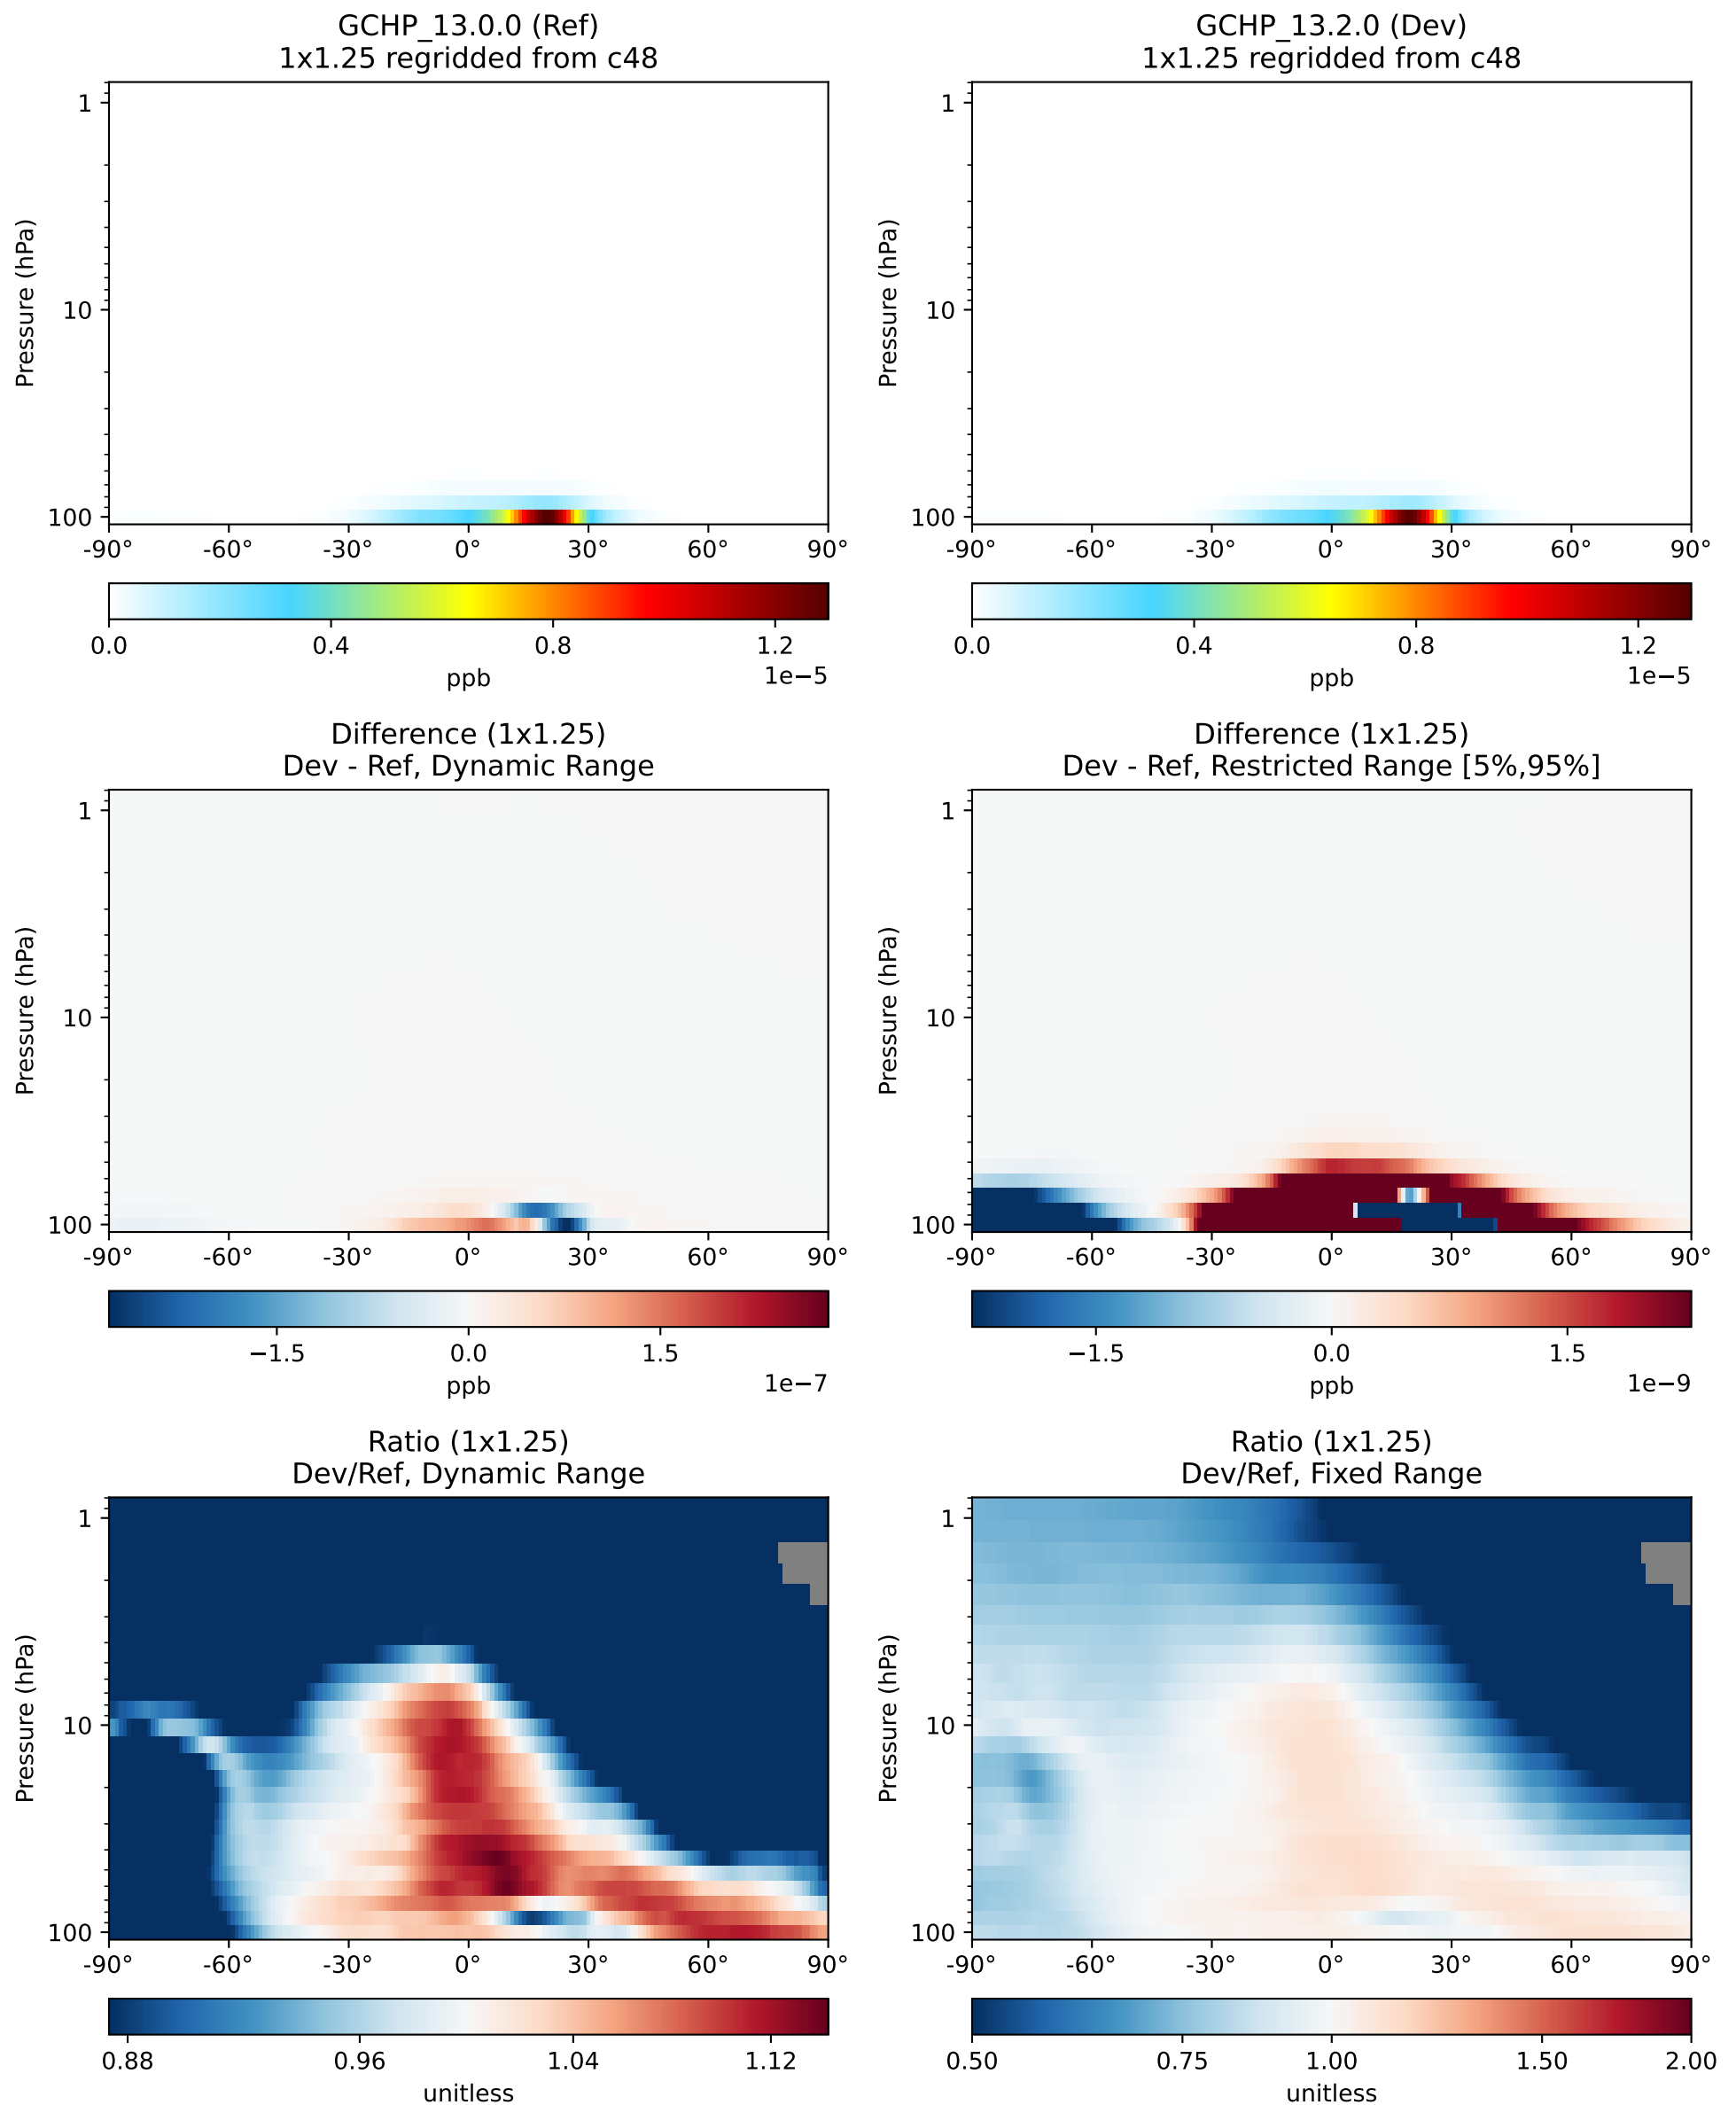 GCHP_13.0.0 (Ref)
1x1.25 regridded from c48
Pressure (hPa)
1
10
100
-90° -60° -30° 0° 30° 60° 90°
0.0 0.4 0.8 1.2
1e−5
ppb
GCHP_13.2.0 (Dev)
1x1.25 regridded from c48
Pressure (hPa)
1
10
100
-90° -60° -30° 0° 30° 60° 90°
0.0 0.4 0.8 1.2
1e−5
ppb
Difference (1x1.25)
Dev - Ref, Dynamic Range
Pressure (hPa)
1
10
100
-90° -60° -30° 0° 30° 60° 90°
−1.5 0.0 1.5
1e−7
ppb
Difference (1x1.25)
Dev - Ref, Restricted Range [5%,95%]
Pressure (hPa)
1
10
100
-90° -60° -30° 0° 30° 60° 90°
−1.5 0.0 1.5
1e−9
ppb
Ratio (1x1.25)
Dev/Ref, Dynamic Range
Pressure (hPa)
1
10
100
-90° -60° -30° 0° 30° 60° 90°
0.88 0.96 1.04 1.12
unitless
Ratio (1x1.25)
Dev/Ref, Fixed Range
Pressure (hPa)
1
10
100
-90° -60° -30° 0° 30° 60° 90°
0.50 0.75 1.00 1.50 2.00
unitless